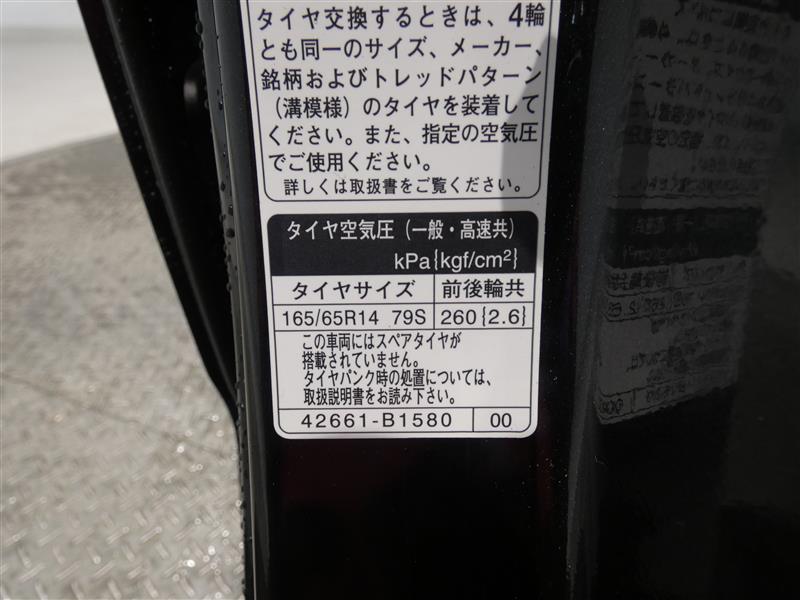 タイヤ交換するときは、4輪
とも同一のサイズ、メーカー、
銘柄およびトレッドパターン
（溝模様）のタイヤを装着して
ください。また、指定の空気圧
でご使用ください。
詳しくは取扱書をご覧ください。
タイヤ空気圧（一般・高速共）
kPa{kgf/cm²}
タイヤサイズ 前後輪共
165/65R14 79S 260{2.6}
この車両にはスペアタイヤが
搭載されていません。
タイヤパンク時の処置については、
取扱説明書をお読み下さい。
42661-B1580 00